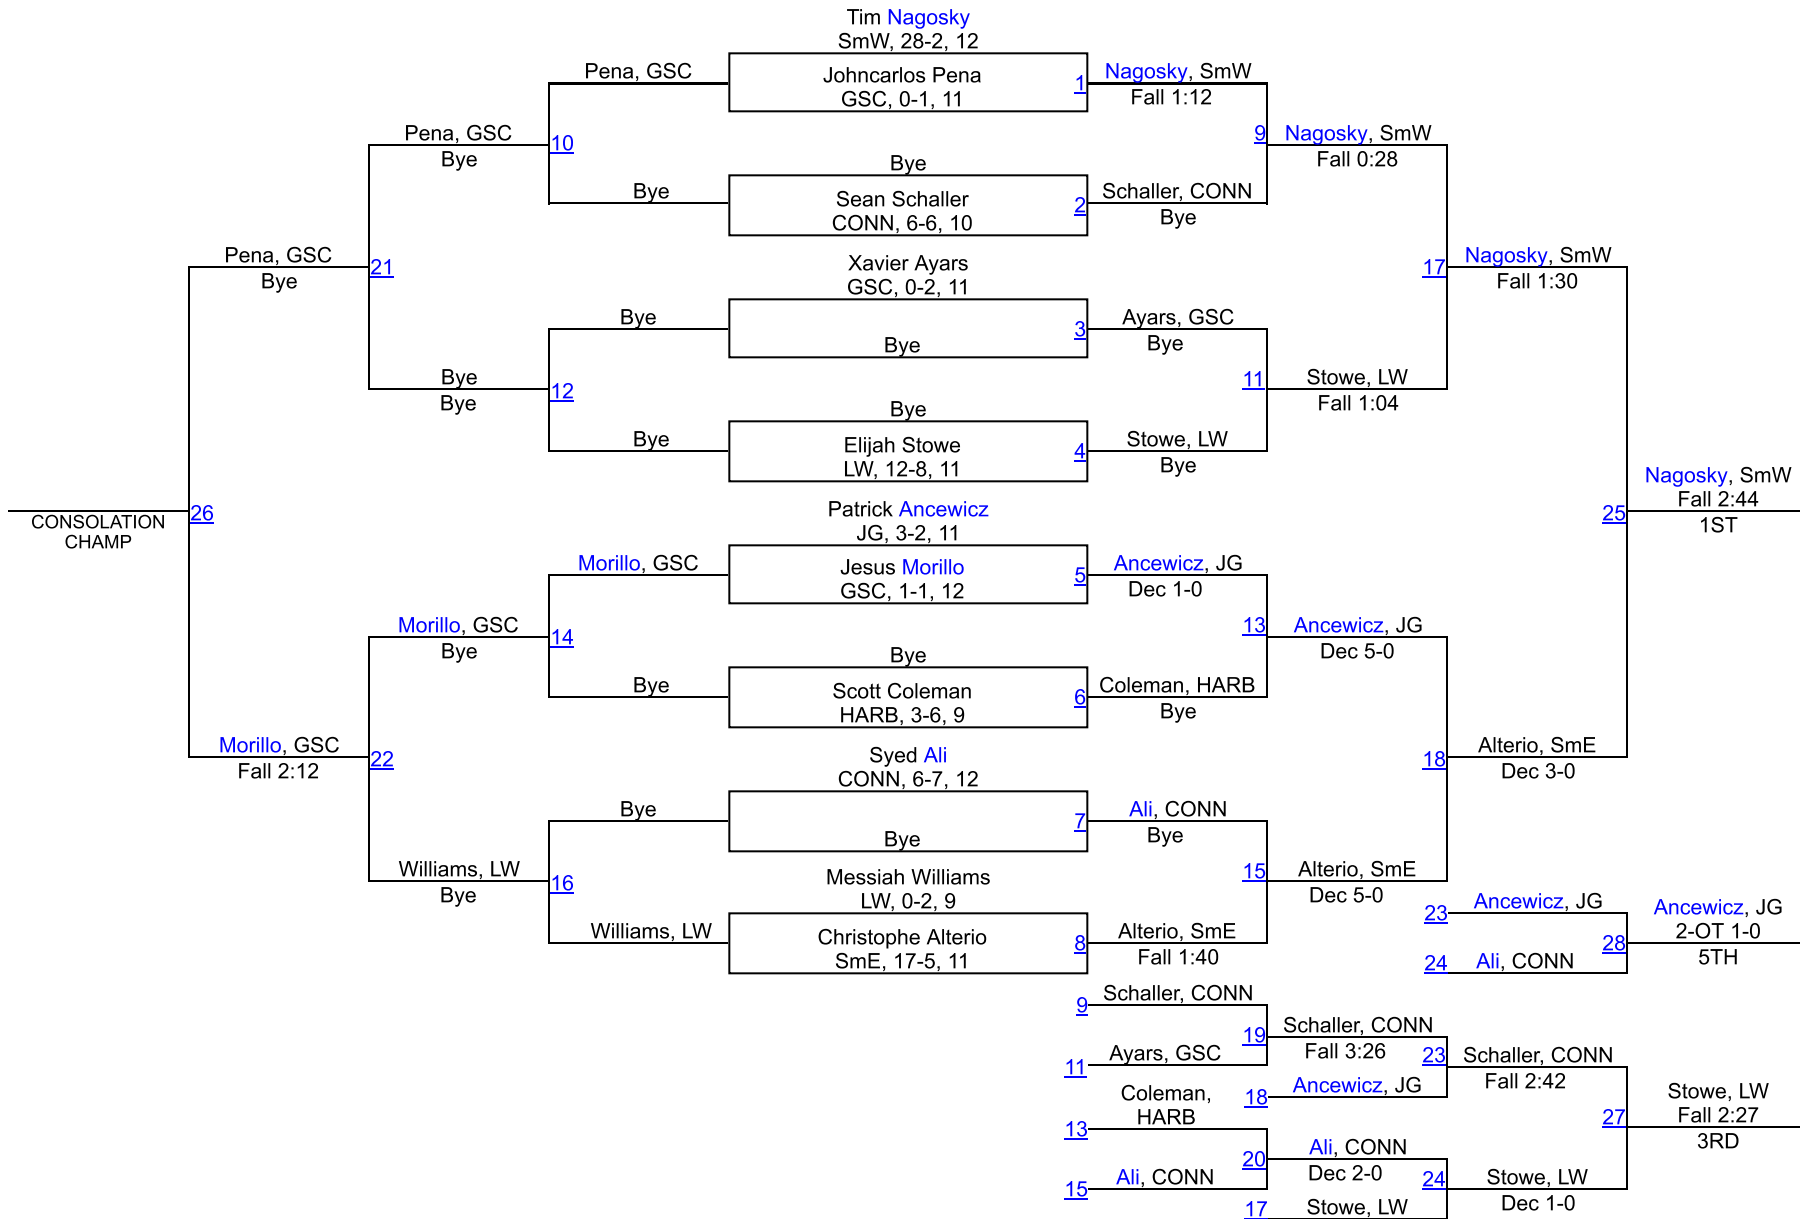 Tim Nagosky
SmW, 28-2, 12
Pena, GSC
Johncarlos Pena
GSC, 0-1, 11
1
Nagosky, SmW
Fall 1:12
Pena, GSC
Bye
10
9
Nagosky, SmW
Fall 0:28
Bye
Bye
Sean Schaller
CONN, 6-6, 10
2
Schaller, CONN
Bye
Pena, GSC
Bye
21
Xavier Ayars
GSC, 0-2, 11
17
Nagosky, SmW
Fall 1:30
Bye
Bye
3
Ayars, GSC
Bye
Bye
Bye
12
11
Stowe, LW
Fall 1:04
Bye
Bye
Elijah Stowe
LW, 12-8, 11
4
Stowe, LW
Bye
CONSOLATION
CHAMP
26
Patrick Ancewicz
JG, 3-2, 11
25
Nagosky, SmW
Fall 2:44
1ST
Morillo, GSC
Jesus Morillo
GSC, 1-1, 12
5
Ancewicz, JG
Dec 1-0
Morillo, GSC
Bye
14
13
Ancewicz, JG
Dec 5-0
Bye
Bye
Scott Coleman
HARB, 3-6, 9
6
Coleman, HARB
Bye
Morillo, GSC
Fall 2:12
22
Syed Ali
CONN, 6-7, 12
18
Alterio, SmE
Dec 3-0
Bye
Bye
7
Ali, CONN
Bye
Williams, LW
Bye
16
Messiah Williams
LW, 0-2, 9
15
Alterio, SmE
Dec 5-0
Williams, LW
Christophe Alterio
SmE, 17-5, 11
8
Alterio, SmE
Fall 1:40
23
Ancewicz, JG
24
Ali, CONN
28
Ancewicz, JG
2-OT 1-0
5TH
9
Schaller, CONN
11
Ayars, GSC
19
Schaller, CONN
Fall 3:26
18
Ancewicz, JG
23
Schaller, CONN
Fall 2:42
13
Coleman,
HARB
15
Ali, CONN
20
Ali, CONN
Dec 2-0
17
Stowe, LW
24
Stowe, LW
Dec 1-0
27
Stowe, LW
Fall 2:27
3RD